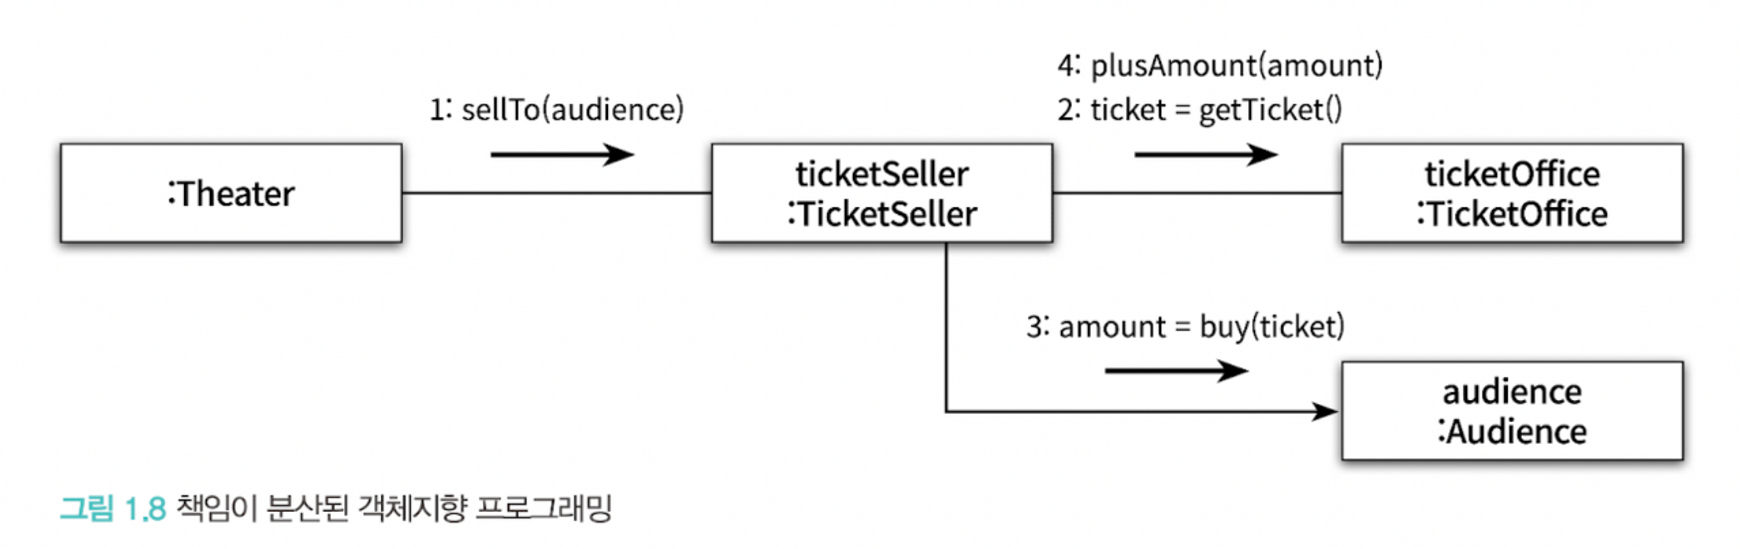 4: plusAmount(amount)
1: sellTo(audience)
2: ticket = getTicket()
:Theater
ticketSeller
:TicketSeller
ticketOffice
:TicketOffice
3: amount = buy(ticket)
audience
:Audience
그림 1.8 책임이 분산된 객체지향 프로그래밍